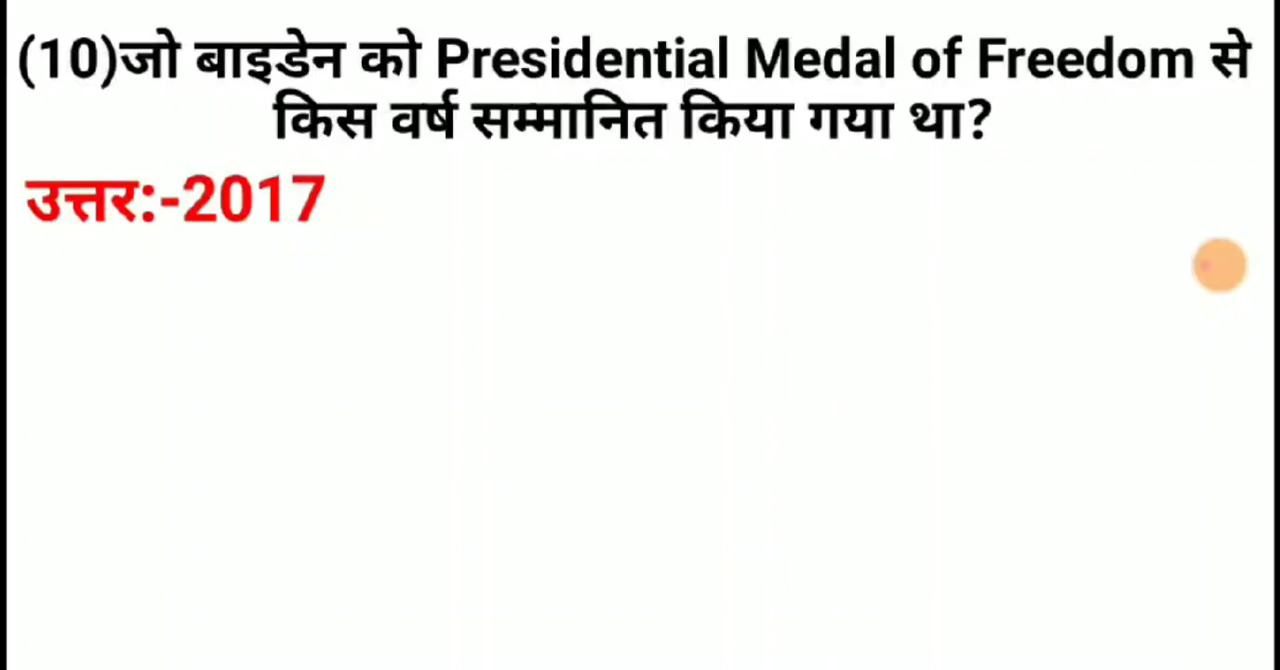 (10)जो बाइडेन को Presidential Medal of Freedom से
किस वर्ष सम्मानित किया गया था?
उत्तर:-2017